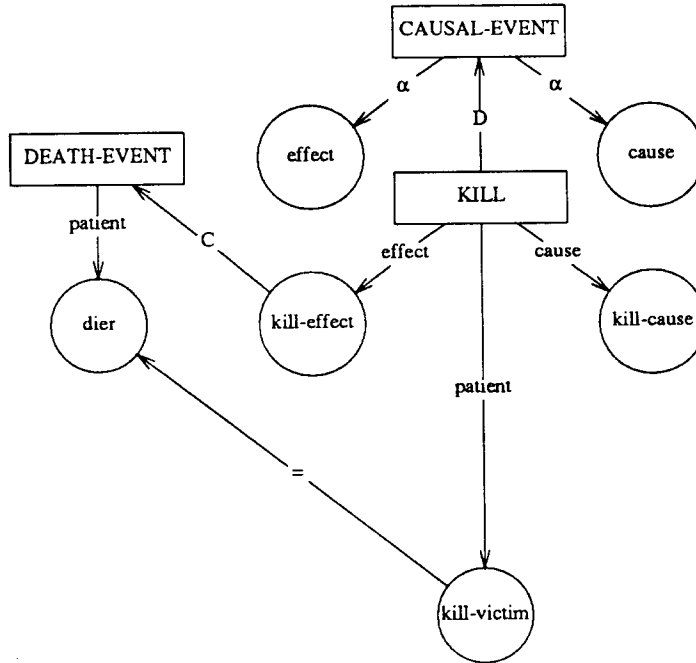 CAUSAL-EVENT
α
α
D
DEATH-EVENT
effect
cause
KILL
patient
C
effect
cause
dier
kill-effect
kill-cause
patient
=
kill-victim